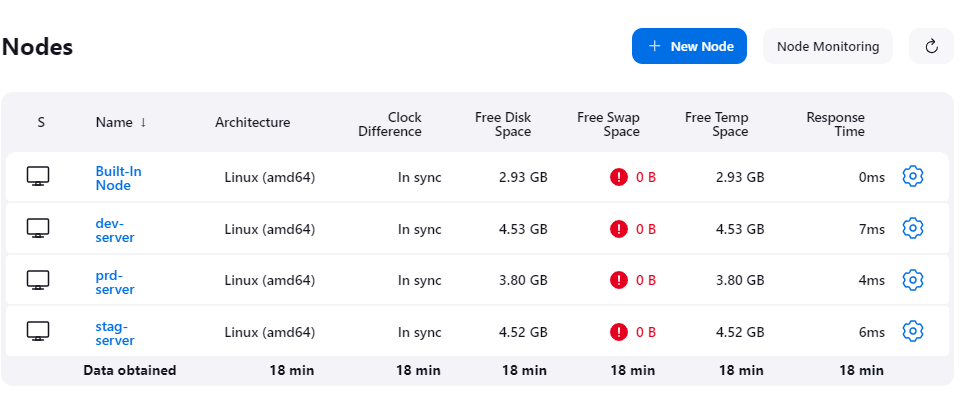 Nodes
+ New Node
Node Monitoring
S Name ↓ Architecture Clock Difference Free Disk Space Free Swap Space Free Temp Space Response Time
Built-In Node Linux (amd64) In sync 2.93 GB ! 0 B 2.93 GB 0ms
dev-server Linux (amd64) In sync 4.53 GB ! 0 B 4.53 GB 7ms
prd-server Linux (amd64) In sync 3.80 GB ! 0 B 3.80 GB 4ms
stag-server Linux (amd64) In sync 4.52 GB ! 0 B 4.52 GB 6ms
Data obtained 18 min 18 min 18 min 18 min 18 min 18 min